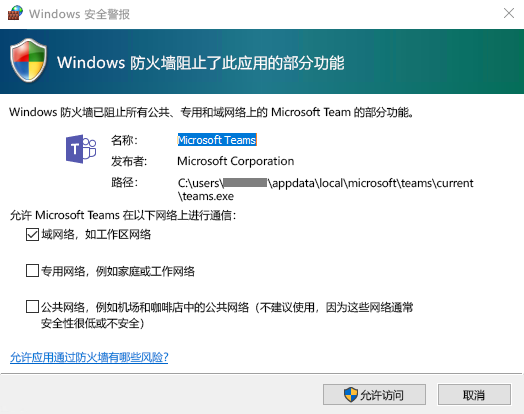 Windows 安全警报
Windows 防火墙阻止了此应用的部分功能
Windows 防火墙已阻止所有公共、专用和域网络上的 Microsoft Team 的部分功能。
名称: Microsoft Teams
发布者: Microsoft Corporation
路径: C:\users\ \appdata\local\microsoft\teams\current
\teams.exe
允许 Microsoft Teams 在以下网络上进行通信:
域网络，如工作区网络
专用网络，例如家庭或工作网络
公共网络，例如机场和咖啡店中的公共网络（不建议使用，因为这些网络通常
安全性很低或不安全）
允许应用通过防火墙有哪些风险?
允许访问 取消